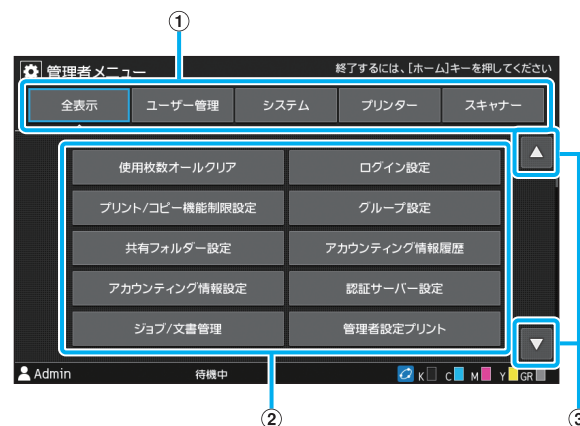 ①
管理者メニュー 終了するには、[ホーム]キーを押してください
全表示 ユーザー管理 システム プリンター スキャナー
使用枚数オールクリア ログイン設定
プリント/コピー機能制限設定 グループ設定
共有フォルダー設定 アカウンティング情報履歴
アカウンティング情報設定 認証サーバー設定
ジョブ/文書管理 管理者設定プリント
Admin 待機中 K C M Y GR
② ③